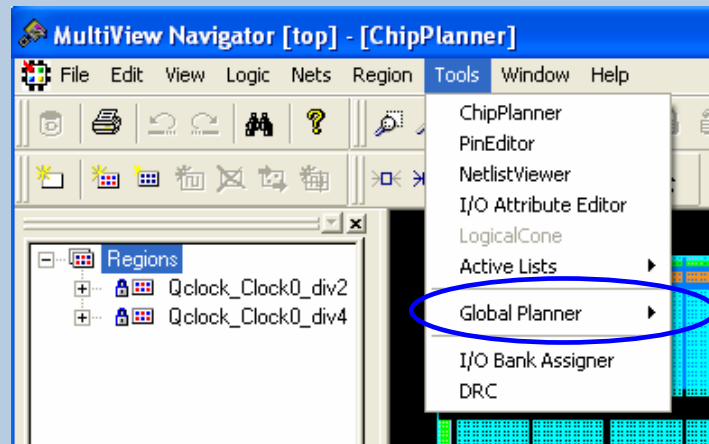 MultiView Navigator [top] - [ChipPlanner]
File Edit View Logic Nets Region Tools Window Help
ChipPlanner
PinEditor
NetlistViewer
I/O Attribute Editor
LogicalCone
Active Lists
Global Planner
I/O Bank Assigner
DRC
Regions
Qclock_Clock0_div2
Qclock_Clock0_div4